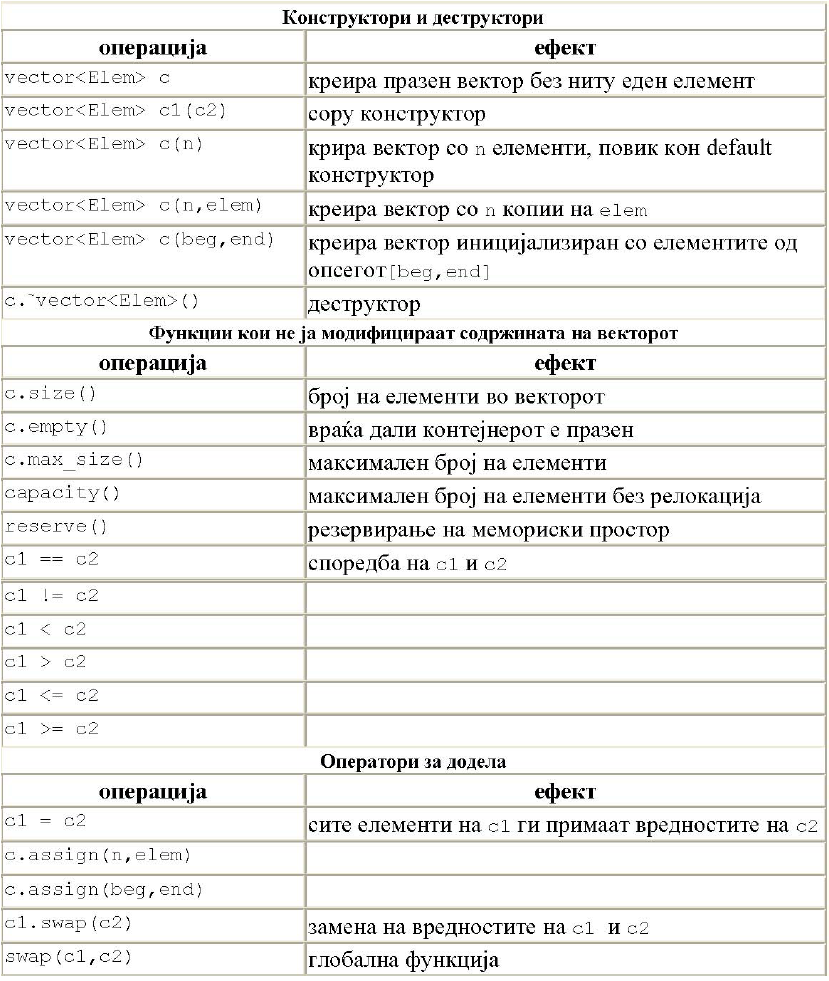 Конструктори и деструктори
операција ефект
vector<Elem> c креира празен вектор без ниту еден елемент
vector<Elem> c1(c2) copy конструктор
vector<Elem> c(n) крира вектор со n елементи, повик кон default
конструктор
vector<Elem> c(n,elem) креира вектор со n копии на elem
vector<Elem> c(beg,end) креира вектор иницијализиран со елементите од
опсегот[beg,end]
c.~vector<Elem>() деструктор
Функции кои не ја модифицираат содржината на векторот
операција ефект
c.size() број на елементи во векторот
c.empty() враќа дали контејнерот е празен
c.max_size() максимален број на елементи
capacity() максимален број на елементи без релокација
reserve() резервирање на мемориски простор
c1 == c2 споредба на c1 и c2
c1 != c2
c1 < c2
c1 > c2
c1 <= c2
c1 >= c2
Оператори за додела
операција ефект
c1 = c2 сите елементи на c1 ги примаат вредностите на c2
c.assign(n,elem)
c.assign(beg,end)
c1.swap(c2) замена на вредностите на c1 и c2
swap(c1,c2) глобална функција